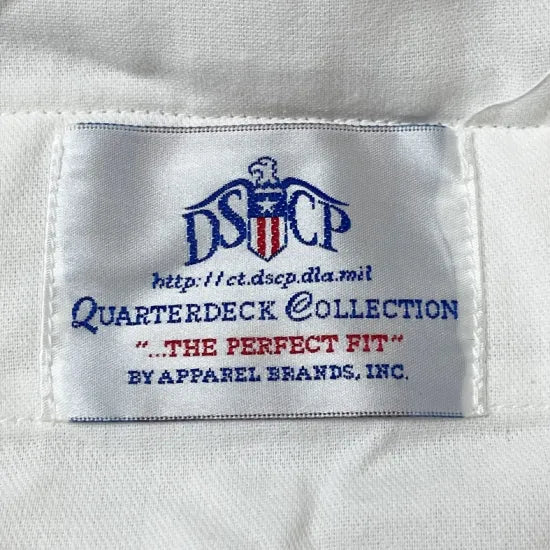 DSCP
http://ct.dscp.dla.mil
QUARTERDECK COLLECTION
"...THE PERFECT FIT"
BY APPAREL BRANDS, INC.